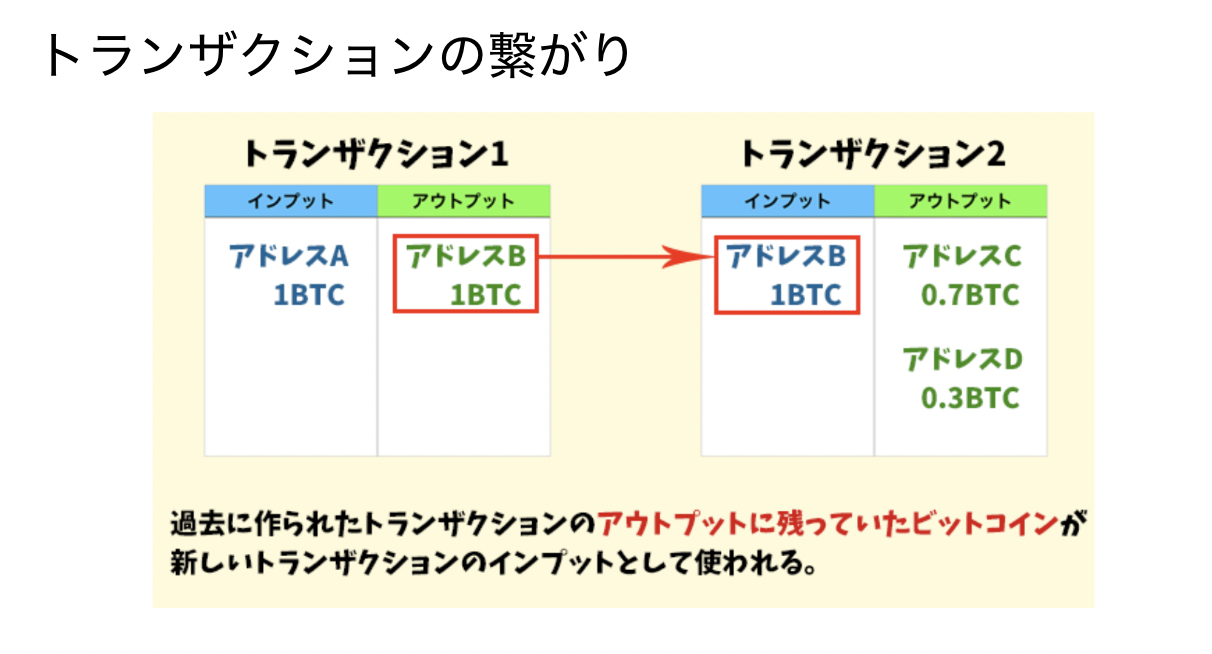 トランザクションの繋がり
トランザクション1
インプット
アウトプット
アドレスA
1BTC
アドレスB
1BTC
トランザクション2
インプット
アウトプット
アドレスB
1BTC
アドレスC
0.7BTC
アドレスD
0.3BTC
過去に作られたトランザクションのアウトプットに残っていたビットコインが
新しいトランザクションのインプットとして使われる。